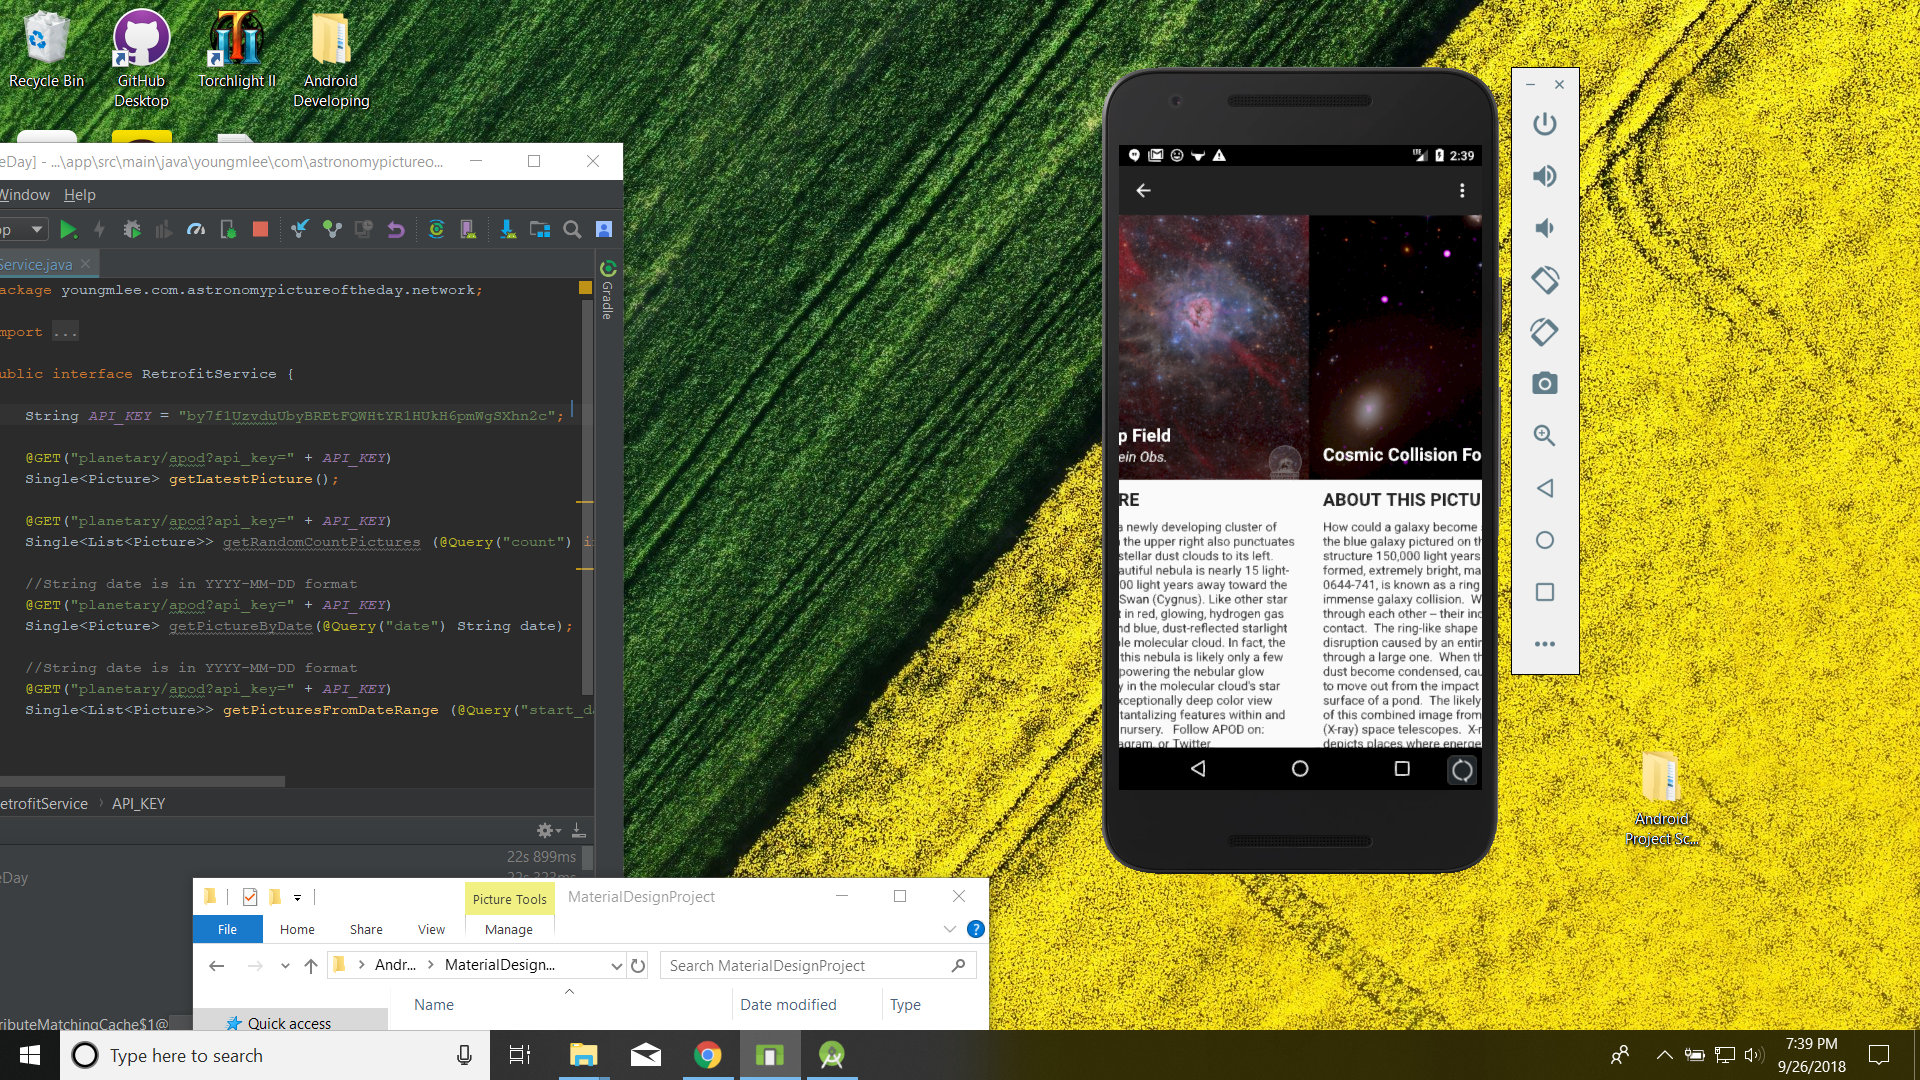 Recycle Bin
GitHub Desktop
Torchlight II
Android Developing
eDay] - ...\app\src\main\java\youngmlee\com\astronomypictureo...
Window Help
op
Service.java
ackage youngmlee.com.astronomypictureoftheday.network;
mport ...
ublic interface RetrofitService {
@GET("planetary/apod?api_key=" + API_KEY)
Single<Picture> getLatestPicture();
@GET("planetary/apod?api_key=" + API_KEY)
Single<List<Picture>> getRandomCountPictures (@Query("count") i
//String date is in YYYY-MM-DD format
@GET("planetary/apod?api_key=" + API_KEY)
Single<Picture> getPictureByDate(@Query("date") String date);
//String date is in YYYY-MM-DD format
@GET("planetary/apod?api_key=" + API_KEY)
Single<List<Picture>> getPicturesFromDateRange (@Query("start_d
Gradle
etrofitService › API_KEY
22s 899ms
eDay
22s 323ms
ributeMatchingCache$1@
Picture Tools
MaterialDesignProject
File Home Share View Manage
Andr... MaterialDesign...
Search MaterialDesignProject
Name Date modified Type
Quick access
2:39
p Field
ein Obs.
Cosmic Collision Fo
RE
a newly developing cluster of
the upper right also punctuates
stellar dust clouds to its left.
autiful nebula is nearly 15 light-
00 light years away toward the
Swan (Cygnus). Like other star
t in red, glowing, hydrogen gas
nd blue, dust-reflected starlight
le molecular cloud. In fact, the
this nebula is likely only a few
powering the nebular glow
y in the molecular cloud's star
xceptionally deep color view
tantalizing features within and
nursery. Follow APOD on:
agram, or Twitter
ABOUT THIS PICTU
How could a galaxy become
the blue galaxy pictured on th
structure 150,000 light years
formed, extremely bright, ma
0644-741, is known as a ring
immense galaxy collision. W
through each other – their inc
contact. The ring-like shape
disruption caused by an entir
through a large one. When th
dust become condensed, cau
to move out from the impact
surface of a pond. The likely
of this combined image from
(X-ray) space telescopes. X-r
depicts places where energe
Android Project Sc...
Type here to search
7:39 PM
9/26/2018